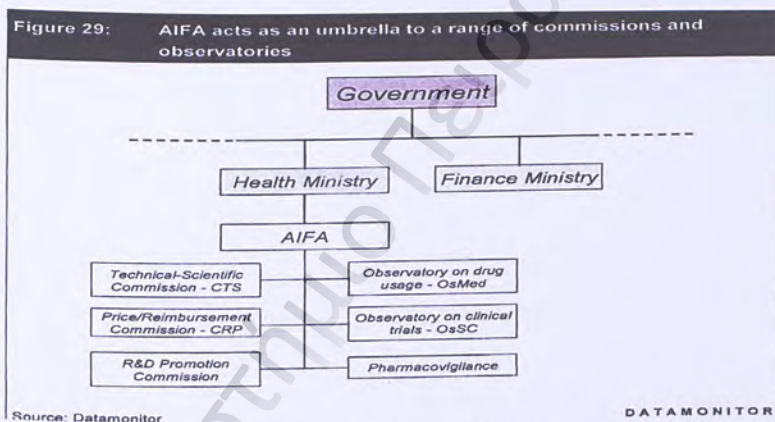 Figure 29: AIFA acts as an umbrella to a range of commissions and
observatories
Government
Health Ministry
Finance Ministry
AIFA
Technical-Scientific
Commission - CTS
Observatory on drug
usage - OsMed
Price/Reimbursement
Commission - CRP
Observatory on clinical
trials - OsSC
R&D Promotion
Commission
Pharmacovigilance
Source: Datamonitor
DATAMONITOR